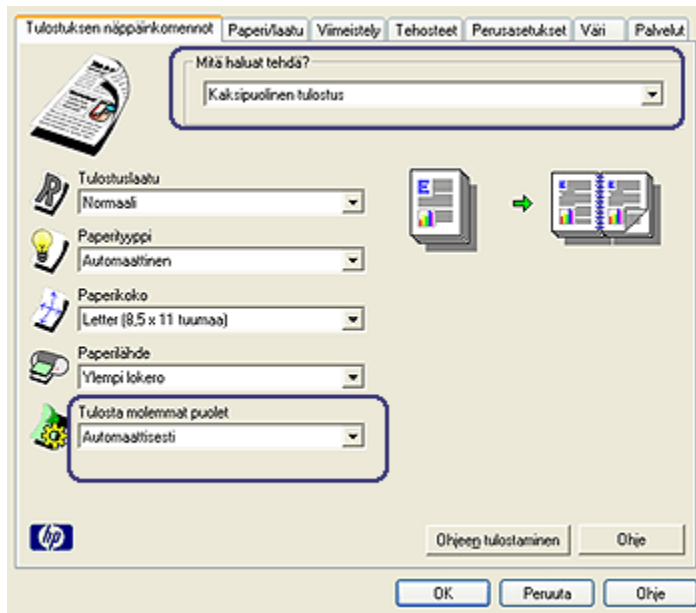 Tulostuksen näppäinkomennot Paperi/laatu Viimeistely Tehosteet Perusasetukset Väri Palvelut
Mitä haluat tehdä?
Kaksipuolinen tulostus
Tulostuslaatu
Normaali
Paperityyppi
Automaattinen
Paperikoko
Letter (8,5 x 11 tuumaa)
Paperilähde
Ylempi lokero
Tulosta molemmat puolet
Automaattisesti
hp
Ohjeen tulostaminen Ohje
OK Peruuta Ohje